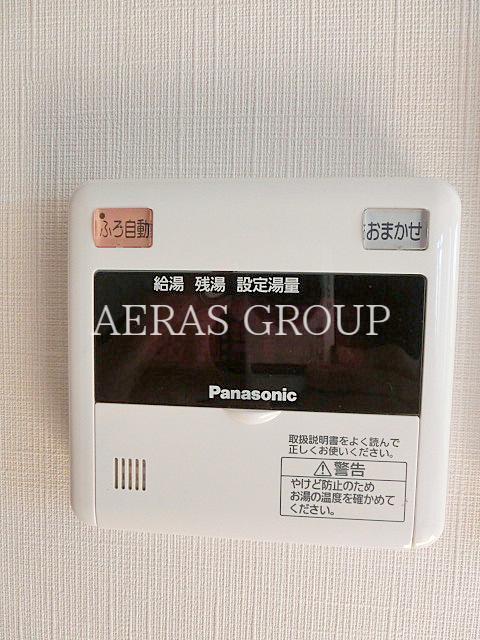 ふろ自動
おまかせ
給湯 残湯 設定湯量
AERAS GROUP
Panasonic
取扱説明書をよく読んで
正しくお使いください。
⚠警告
やけど防止のため
お湯の温度を確かめて
ください。